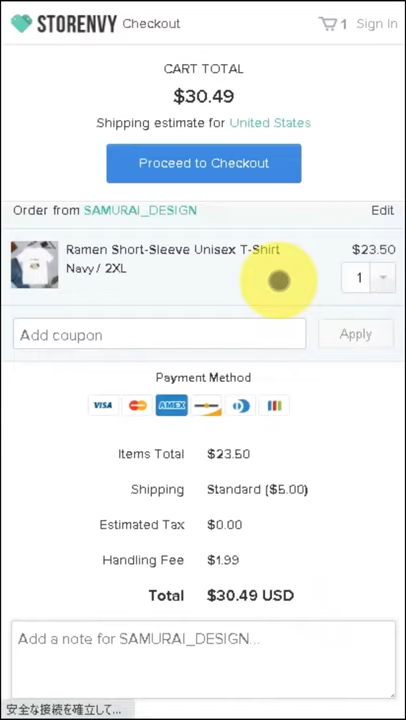 STORENVY Checkout 1 Sign In
CART TOTAL
$30.49
Shipping estimate for United States
Proceed to Checkout
Order from SAMURAI_DESIGN Edit
Ramen Short-Sleeve Unisex T-Shirt $23.50
Navy / 2XL 1
Add coupon Apply
Payment Method
VISA AMEX
Items Total $23.50
Shipping Standard ($5.00)
Estimated Tax $0.00
Handling Fee $1.99
Total $30.49 USD
Add a note for SAMURAI_DESIGN...
安全な接続を確立して...